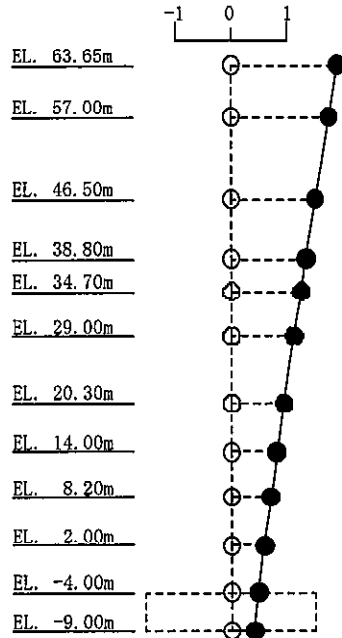 -1 0 1
EL. 63.65m
EL. 57.00m
EL. 46.50m
EL. 38.80m
EL. 34.70m
EL. 29.00m
EL. 20.30m
EL. 14.00m
EL. 8.20m
EL. 2.00m
EL. -4.00m
EL. -9.00m